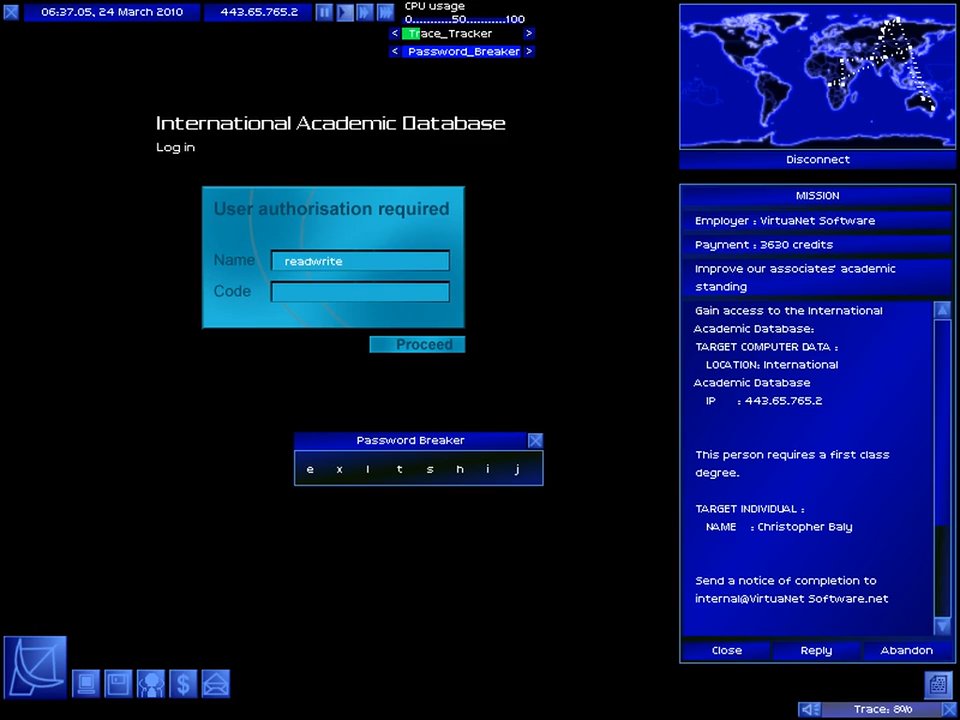 06:37.05, 24 March 2010
443.65.765.2
CPU usage
0............50...........100
< Trace_Tracker >
< Password_Breaker >
International Academic Database
Log in
User authorisation required
Name readwrite
Code
Proceed
Password Breaker
e x l t s h i j
Disconnect
MISSION
Employer : VirtuaNet Software
Payment : 3630 credits
Improve our associates' academic
standing
Gain access to the International
Academic Database:
TARGET COMPUTER DATA :
LOCATION: International
Academic Database
IP : 443.65.765.2
This person requires a first class
degree.
TARGET INDIVIDUAL :
NAME : Christopher Baly
Send a notice of completion to
internal@VirtuaNet Software.net
Close Reply Abandon
Trace: 8%